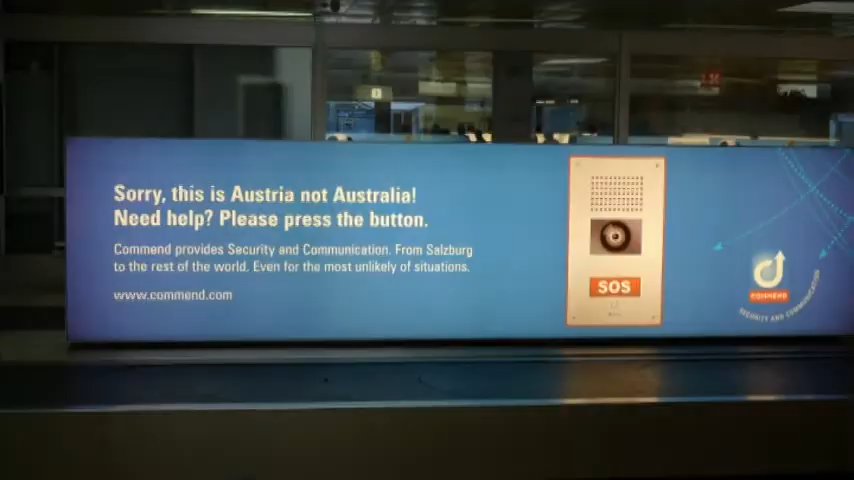 Sorry, this is Austria not Australia!
Need help? Please press the button.
Commend provides Security and Communication. From Salzburg
to the rest of the world. Even for the most unlikely of situations.
www.commend.com
SOS
COMMEND
SECURITY AND COMMUNICATION